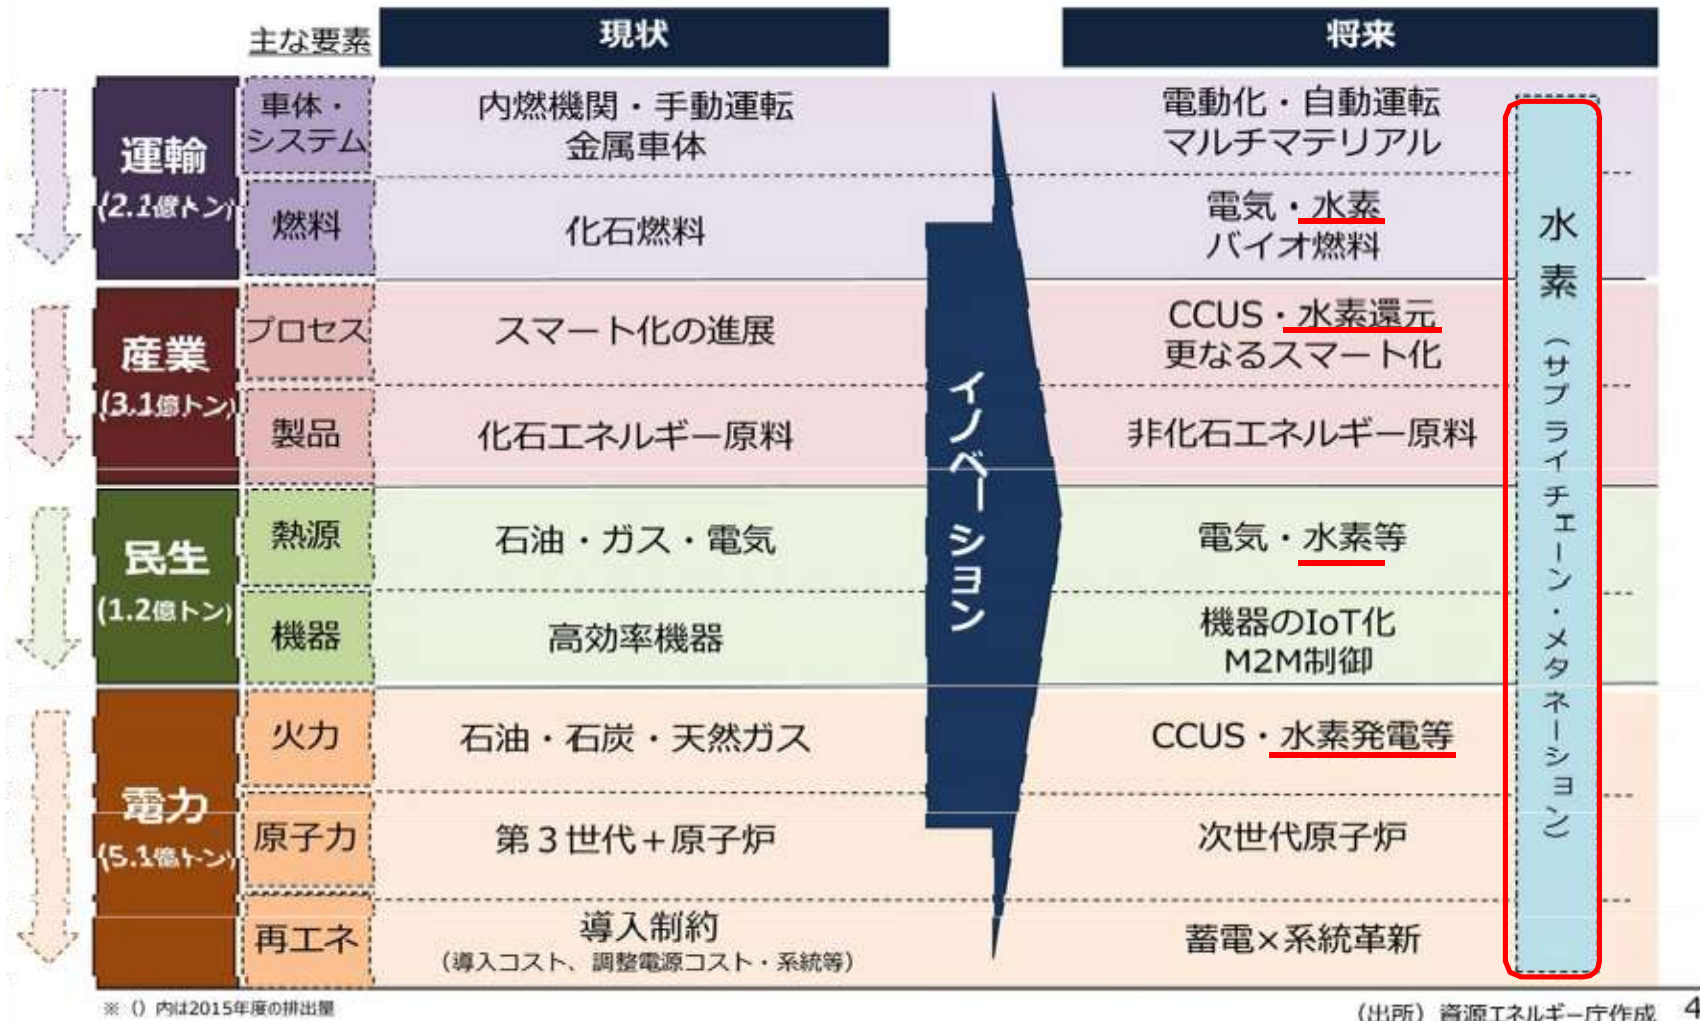 主な要素
現状
将来
運輸
(2.1億トン)
車体・
システム
内燃機関・手動運転
金属車体
電動化・自動運転
マルチマテリアル
燃料
化石燃料
電気・水素
バイオ燃料
産業
(3.1億トン)
プロセス
スマート化の進展
CCUS・水素還元
更なるスマート化
製品
化石エネルギー原料
非化石エネルギー原料
民生
(1.2億トン)
熱源
石油・ガス・電気
電気・水素等
機器
高効率機器
機器のIoT化
M2M制御
電力
(5.1億トン)
火力
石油・石炭・天然ガス
CCUS・水素発電等
原子力
第3世代+原子炉
次世代原子炉
再エネ
導入制約
(導入コスト、調整電源コスト・系統等)
蓄電×系統革新
イノベーション
水素(サプライチェーン・メタネーション)
※ () 内は2015年度の排出量
(出所) 資源エネルギー庁作成
4